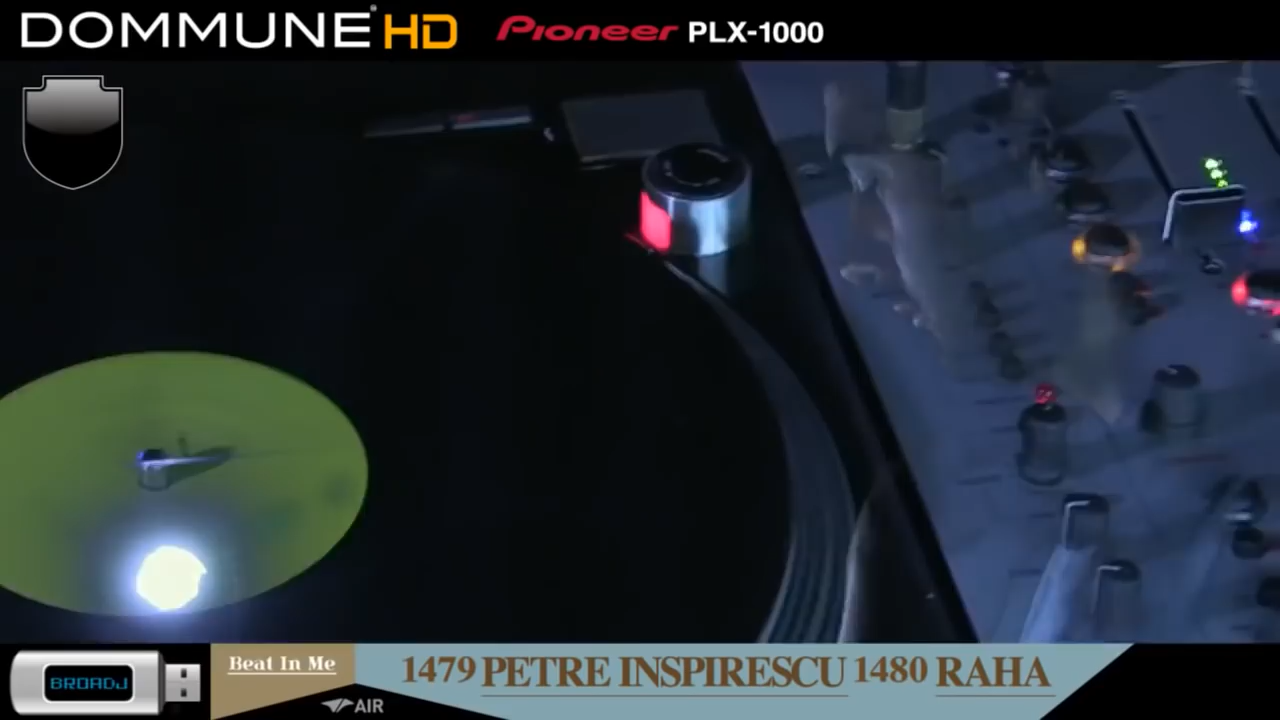 DOMMUNE HD Pioneer PLX-1000
BROADJ
Beat In Me
1479 PETRE INSPIRESCU 1480 RAHA
AIR